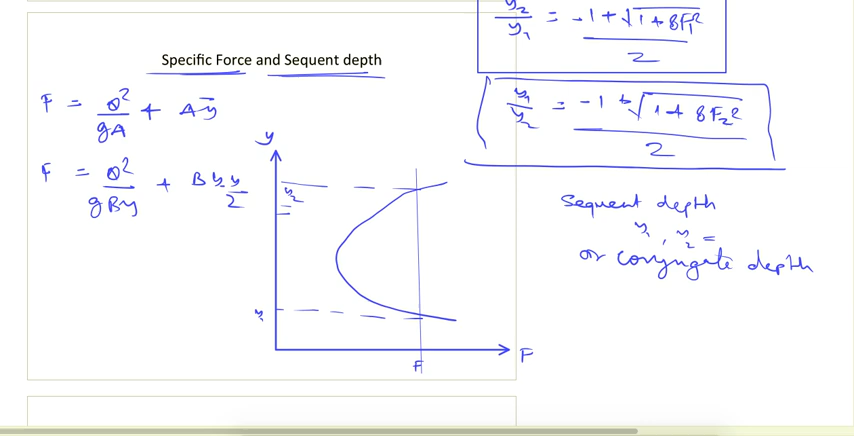 y₂/y₁ = -1 + √(1 + 8F₁²) / 2
Specific Force and Sequent depth
F = Q²/gA + Aȳ
y₁/y₂ = -1 + √(1 + 8F₂²) / 2
F = Q²/gBy + By × y/2
y
y₂
Sequent depth
y₁, y₂ =
or conjugate depth
y₁
F
F